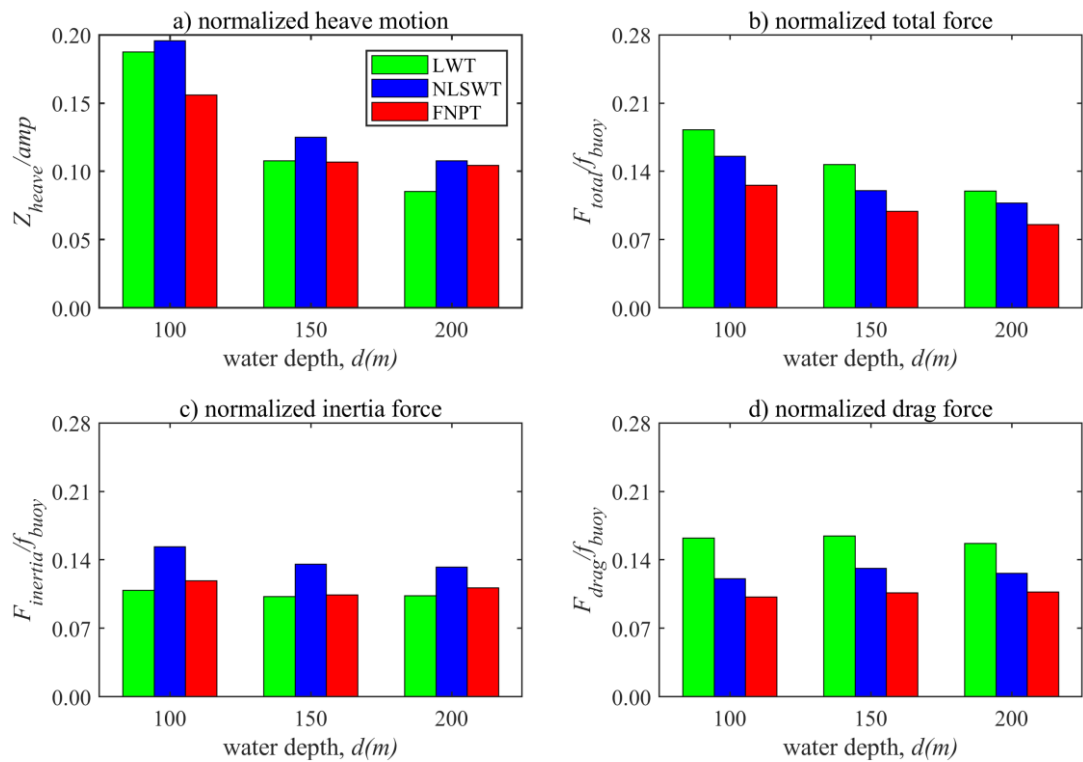 a) normalized heave motion
0.20
0.15
0.10
0.05
0.00
Z_heave/amp
LWT
NLSWT
FNPT
100 150 200
water depth, d(m)
b) normalized total force
0.28
0.21
0.14
0.07
0.00
F_total/f_buoy
100 150 200
water depth, d(m)
c) normalized inertia force
0.28
0.21
0.14
0.07
0.00
F_inertia/f_buoy
100 150 200
water depth, d(m)
d) normalized drag force
0.28
0.21
0.14
0.07
0.00
F_drag/f_buoy
100 150 200
water depth, d(m)